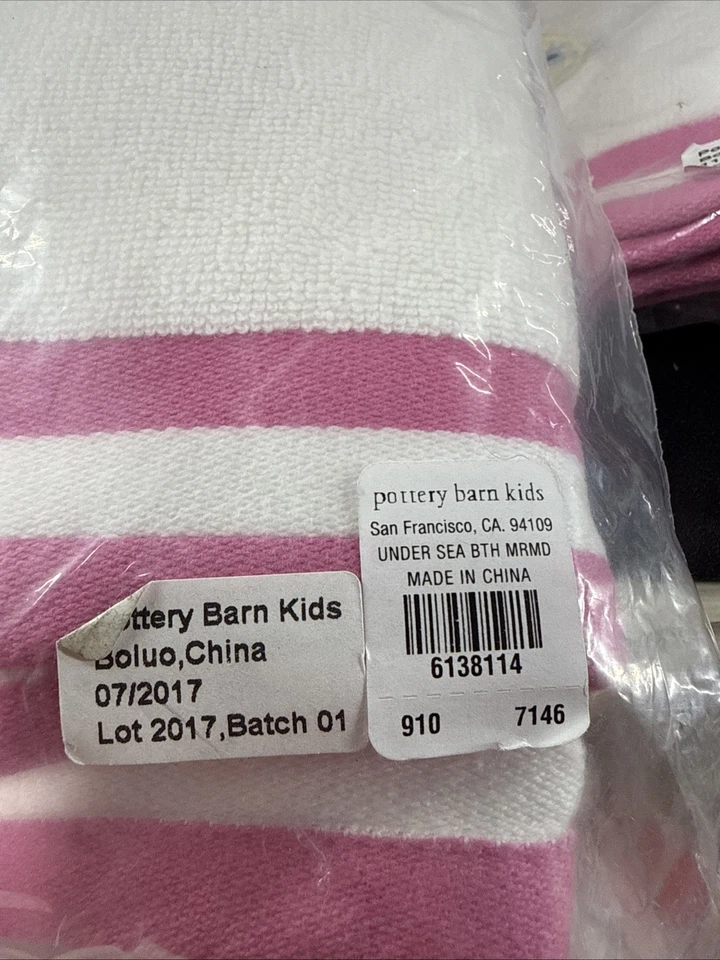 pottery barn kids
San Francisco, CA. 94109
UNDER SEA BTH MRMD
MADE IN CHINA
6138114
910 7146
ttery Barn Kids
Boluo,China
07/2017
Lot 2017,Batch 01